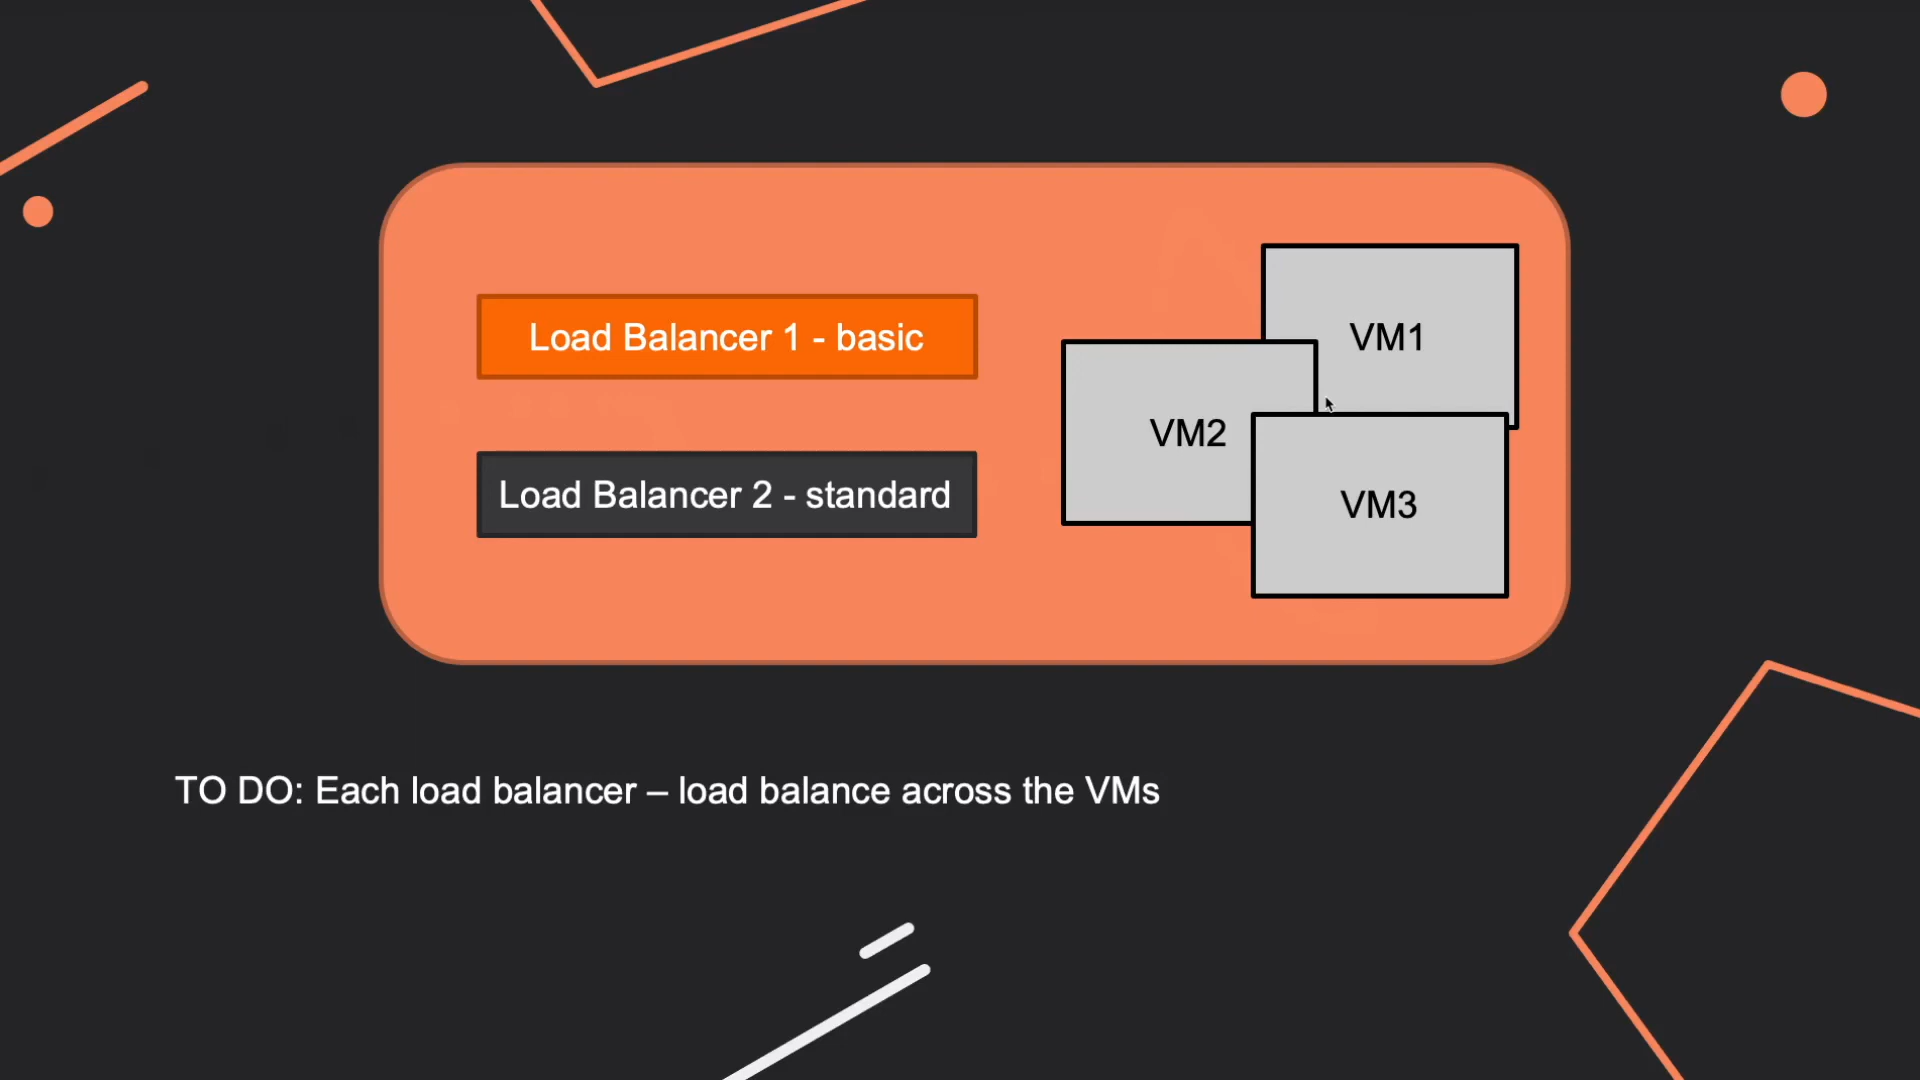 Load Balancer 1 - basic
Load Balancer 2 - standard
VM1
VM2
VM3
TO DO: Each load balancer – load balance across the VMs